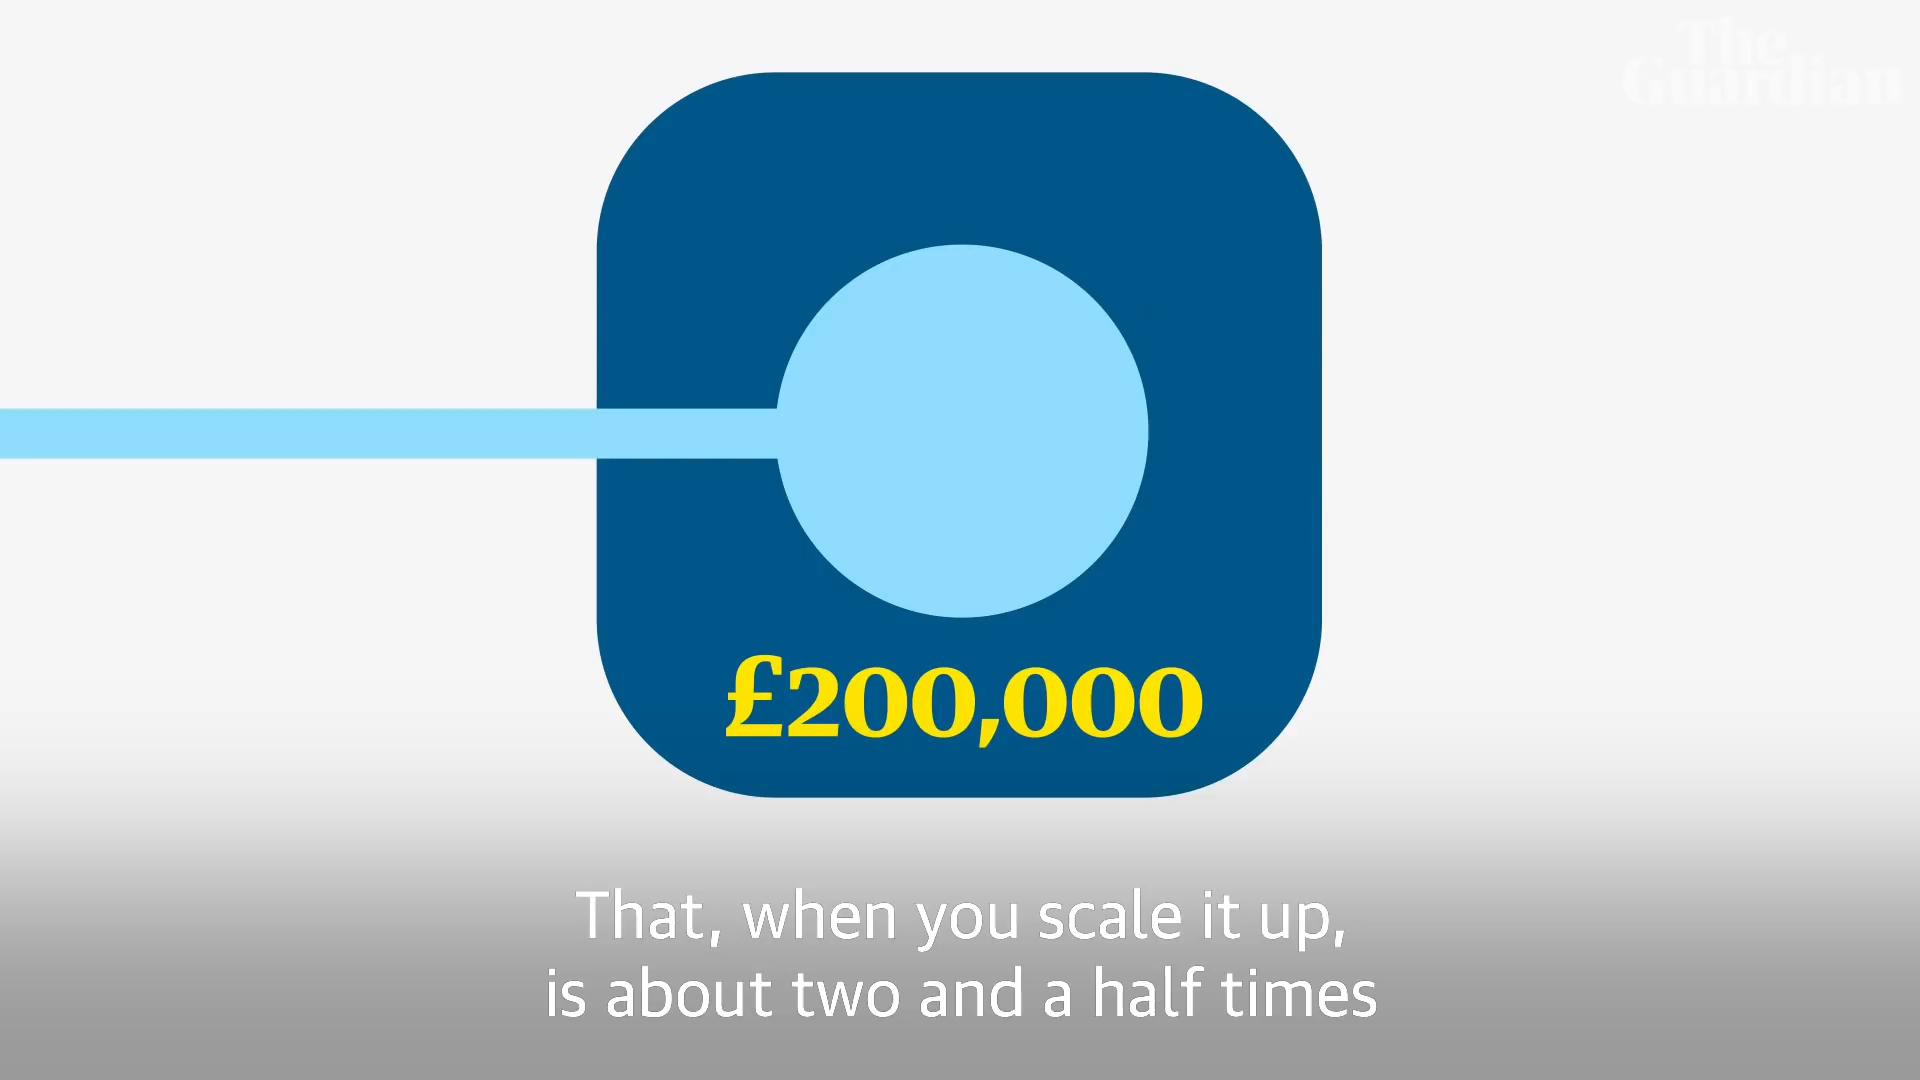 The
Guardian
£200,000
That, when you scale it up,
is about two and a half times